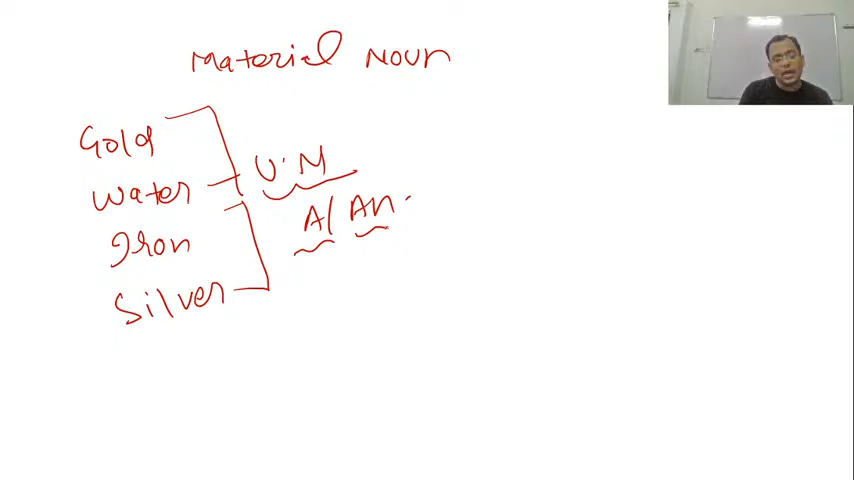 Material Noun
Gold
Water
U.N
Iron
A/An.
Silver